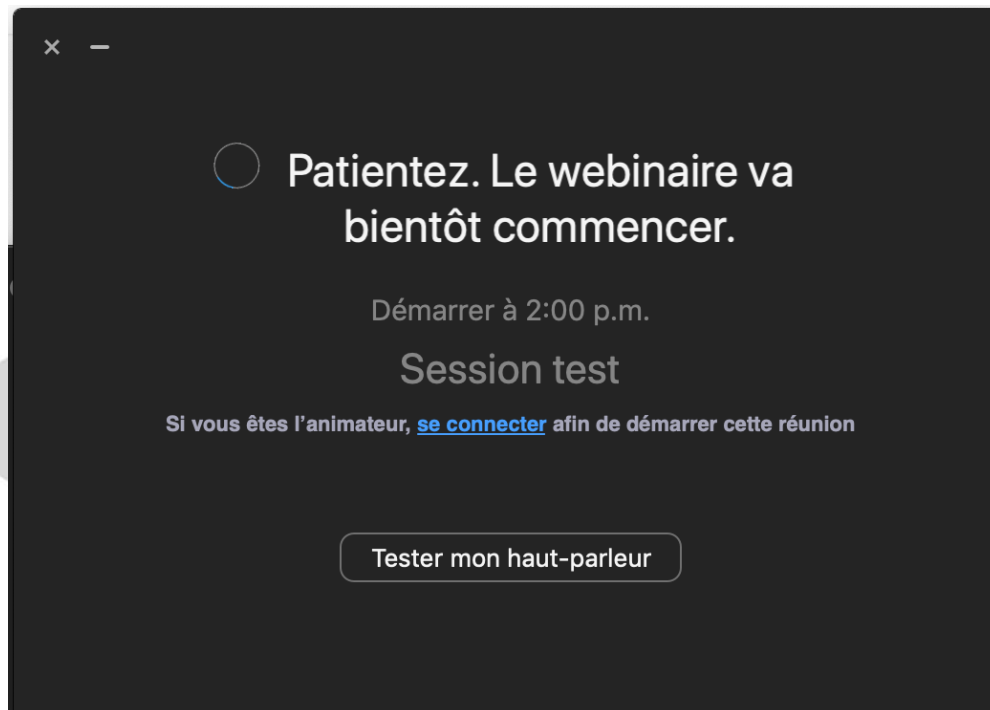 Patientez. Le webinaire va
bientôt commencer.
Démarrer à 2:00 p.m.
Session test
Si vous êtes l’animateur, se connecter afin de démarrer cette réunion
Tester mon haut-parleur